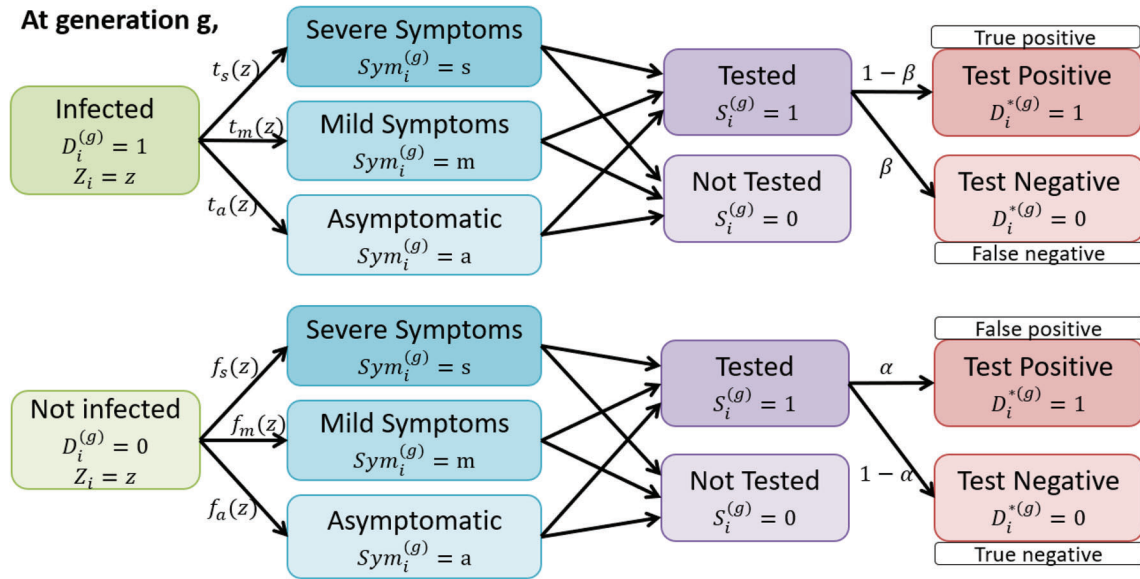 At generation g,
Infected
D_i^{(g)} = 1
Z_i = z
t_s(z)
t_m(z)
t_a(z)
Severe Symptoms
Sym_i^{(g)} = s
Mild Symptoms
Sym_i^{(g)} = m
Asymptomatic
Sym_i^{(g)} = a
Tested
S_i^{(g)} = 1
Not Tested
S_i^{(g)} = 0
1 − β
β
True positive
Test Positive
D_i^{*(g)} = 1
Test Negative
D_i^{*(g)} = 0
False negative
Not infected
D_i^{(g)} = 0
Z_i = z
f_s(z)
f_m(z)
f_a(z)
Severe Symptoms
Sym_i^{(g)} = s
Mild Symptoms
Sym_i^{(g)} = m
Asymptomatic
Sym_i^{(g)} = a
Tested
S_i^{(g)} = 1
Not Tested
S_i^{(g)} = 0
α
1 − α
False positive
Test Positive
D_i^{*(g)} = 1
Test Negative
D_i^{*(g)} = 0
True negative